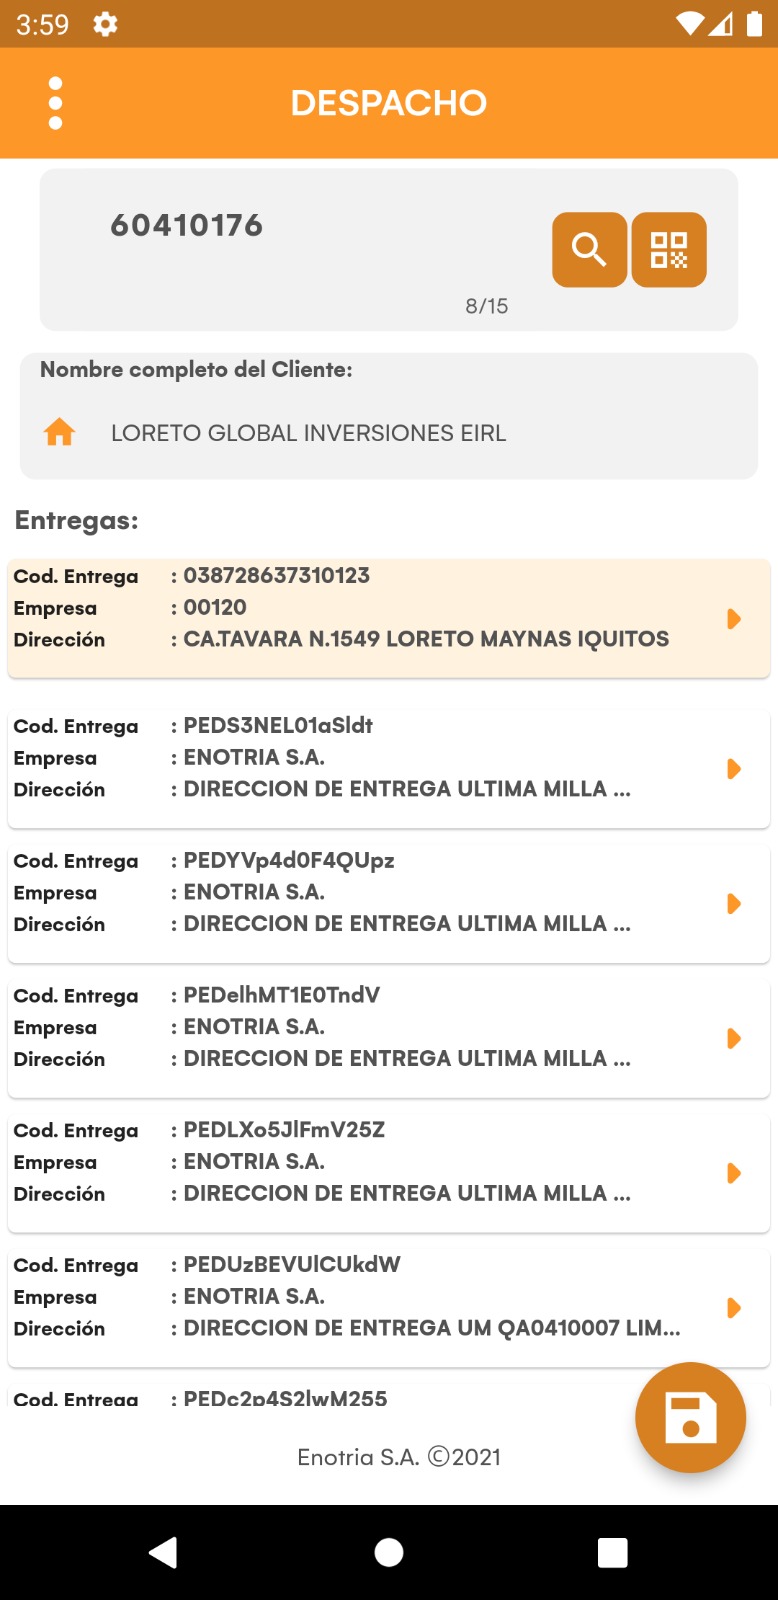 3:59
DESPACHO
60410176
8/15
Nombre completo del Cliente:
LORETO GLOBAL INVERSIONES EIRL
Entregas:
Cod. Entrega : 038728637310123
Empresa : 00120
Dirección : CA.TAVARA N.1549 LORETO MAYNAS IQUITOS
Cod. Entrega : PEDS3NEL01aSldt
Empresa : ENOTRIA S.A.
Dirección : DIRECCION DE ENTREGA ULTIMA MILLA ...
Cod. Entrega : PEDYVp4d0F4QUpz
Empresa : ENOTRIA S.A.
Dirección : DIRECCION DE ENTREGA ULTIMA MILLA ...
Cod. Entrega : PEDelhMT1E0TndV
Empresa : ENOTRIA S.A.
Dirección : DIRECCION DE ENTREGA ULTIMA MILLA ...
Cod. Entrega : PEDLXo5JlFmV25Z
Empresa : ENOTRIA S.A.
Dirección : DIRECCION DE ENTREGA ULTIMA MILLA ...
Cod. Entrega : PEDUzBEVUlCUkdW
Empresa : ENOTRIA S.A.
Dirección : DIRECCION DE ENTREGA UM QA0410007 LIM...
Cod. Entrega : PEDc2p4S2lwM255
Enotria S.A. ©2021